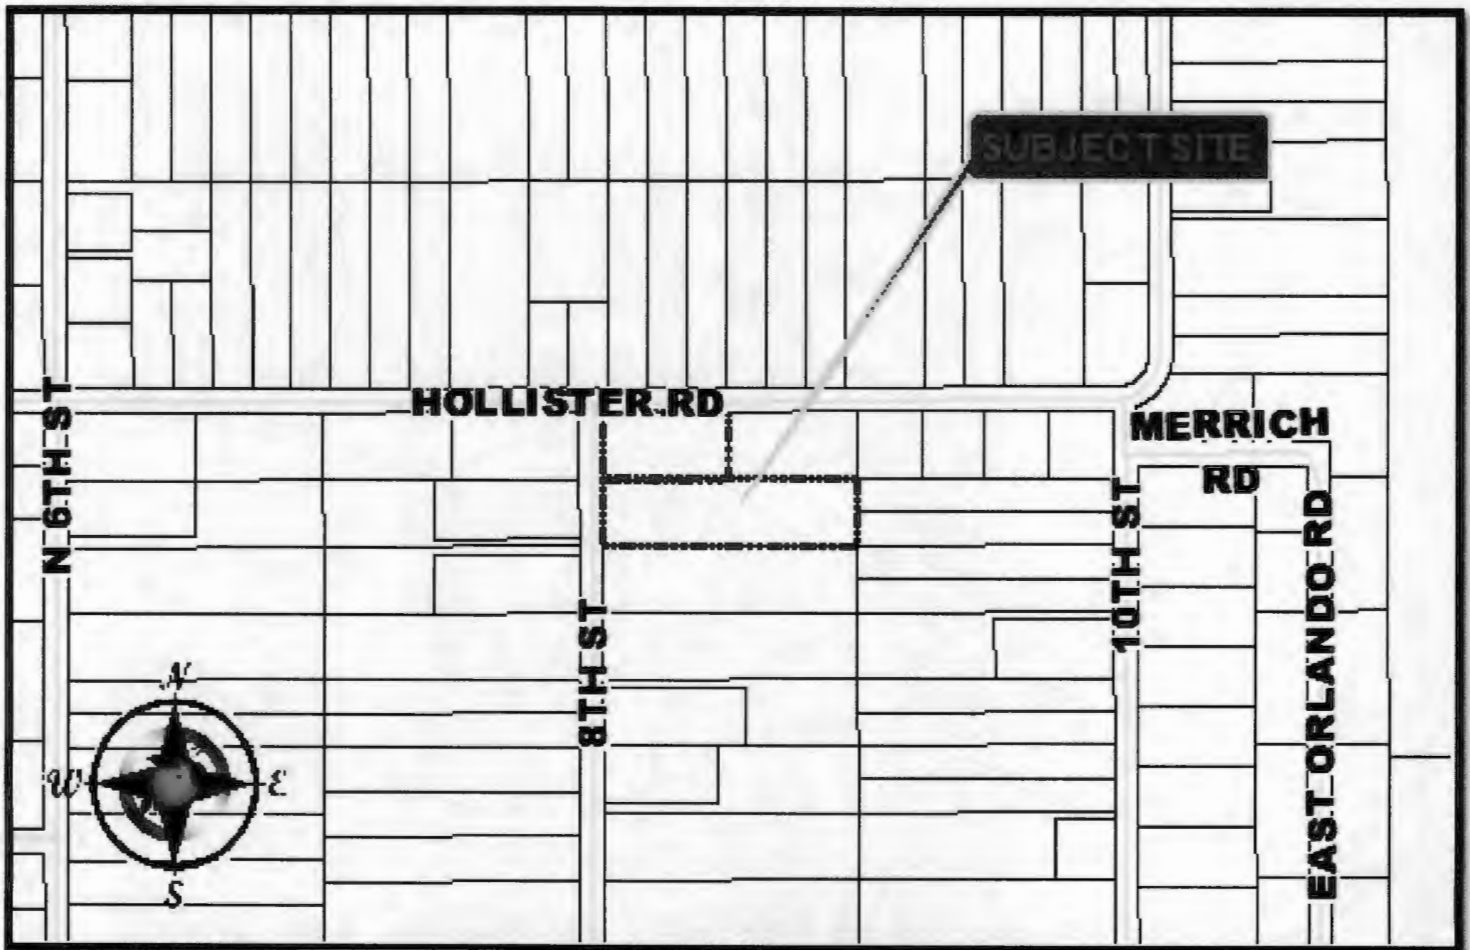 SUBJECT SITE
HOLLISTER RD
MERRICH
RD
N 6TH ST
8TH ST
10TH ST
EAST ORLANDO RD
N
W
E
S